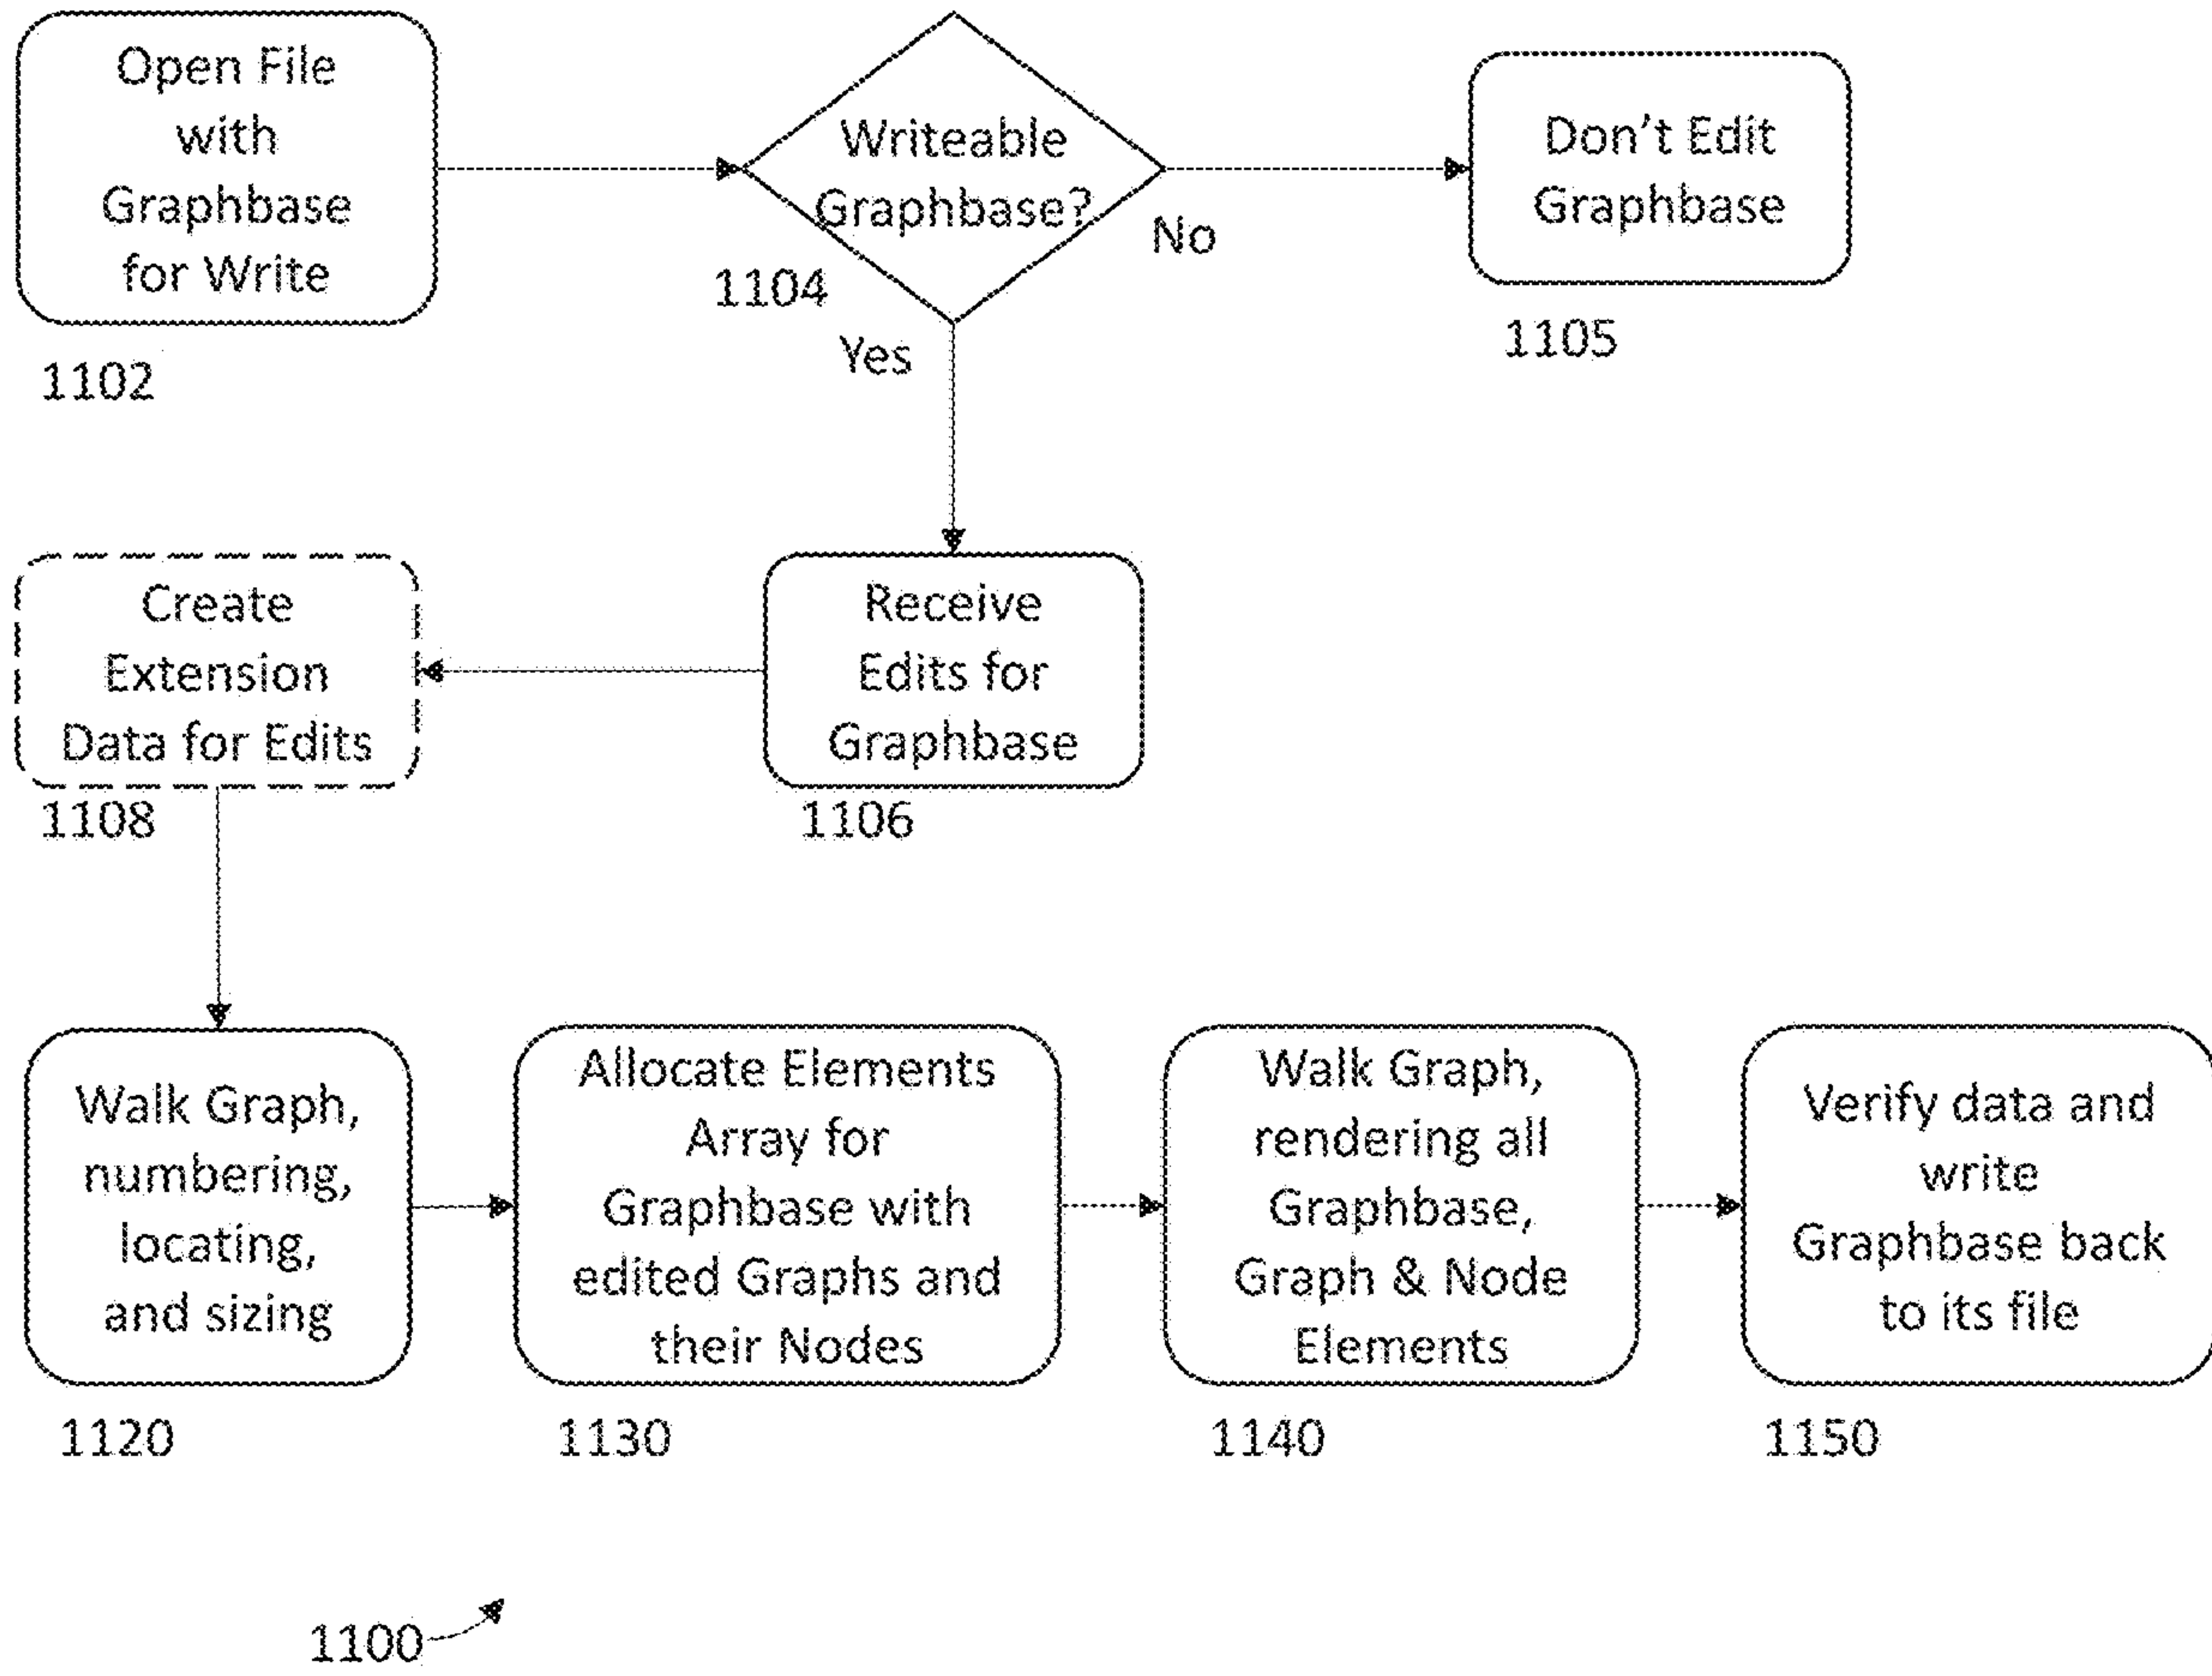 Open File
with
Graphbase
for Write
1102
Writeable
Graphbase?
1104
No
Yes
Don't Edit
Graphbase
1105
Receive
Edits for
Graphbase
1106
Create
Extension
Data for Edits
1108
Walk Graph,
numbering,
locating,
and sizing
1120
Allocate Elements
Array for
Graphbase with
edited Graphs and
their Nodes
1130
Walk Graph,
rendering all
Graphbase,
Graph & Node
Elements
1140
Verify data and
write
Graphbase back
to its file
1150
1100